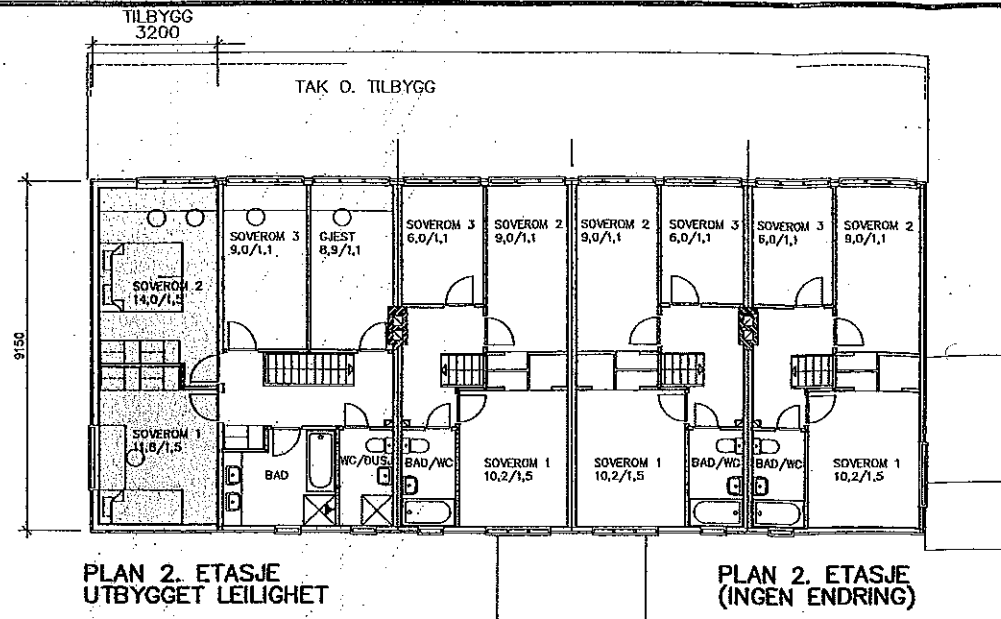 TILBYGG
3200
TAK O. TILBYGG
9150
SOVEROM 2
14,0/1,5
SOVEROM 3
9,0/1,1
GJEST
8,9/1,1
SOVEROM 3
6,0/1,1
SOVEROM 2
9,0/1,1
SOVEROM 2
9,0/1,1
SOVEROM 3
6,0/1,1
SOVEROM 3
6,0/1,1
SOVEROM 2
9,0/1,1
SOVEROM 1
11,8/1,5
BAD
WC/DUS.
BAD/WC
SOVEROM 1
10,2/1,5
SOVEROM 1
10,2/1,5
BAD/WC
BAD/WC
SOVEROM 1
10,2/1,5
PLAN 2. ETASJE
UTBYGGET LEILIGHET
PLAN 2. ETASJE
(INGEN ENDRING)